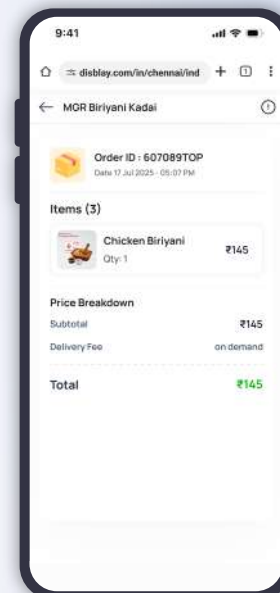 9:41
disblay.com/in/chennai/ind
1
MGR Biriyani Kadai
Order ID : 607089TOP
Date 17 Jul 2025 - 05:07 PM
Items (3)
Chicken Biriyani
Qty: 1
₹145
Price Breakdown
Subtotal ₹145
Delivery Fee on demand
Total ₹145